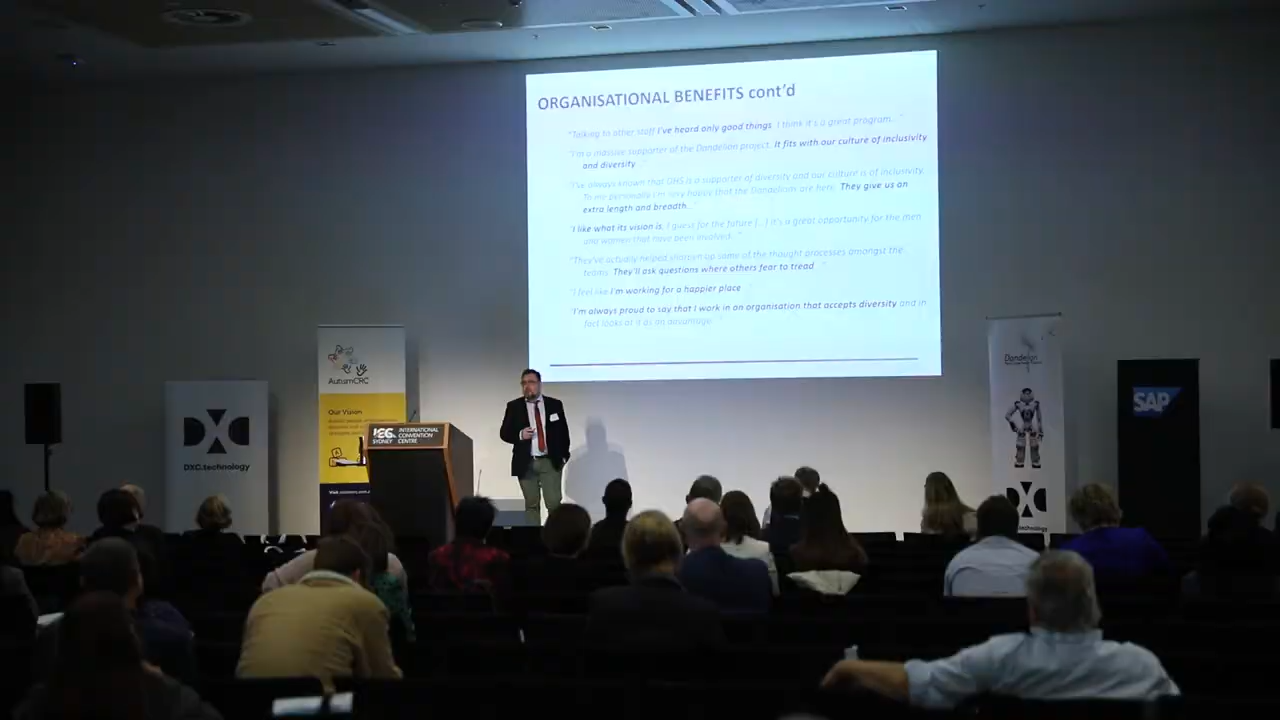 ORGANISATIONAL BENEFITS cont'd
"Talking to other staff I've heard only good things. I think it's a great program..."
"I'm a massive supporter of the Dandelion project. It fits with our culture of inclusivity
and diversity..."
"I've always known that DHS is a supporter of diversity and our culture is of inclusivity.
To me personally I'm very happy that the Dandelions are here. They give us an
extra length and breadth..."
"I like what its vision is, I guess for the future [...] it's a great opportunity for the men
and women that have been involved..."
"They've actually helped sharpen up some of the thought processes amongst the
teams. They'll ask questions where others fear to tread..."
"I feel like I'm working for a happier place..."
"I'm always proud to say that I work in an organisation that accepts diversity and in
fact looks at it as an advantage."
AutismCRC
Our Vision
Visit
DXC.technology
ICC
SYDNEY
INTERNATIONAL
CONVENTION
CENTRE
Dandelion
SAP